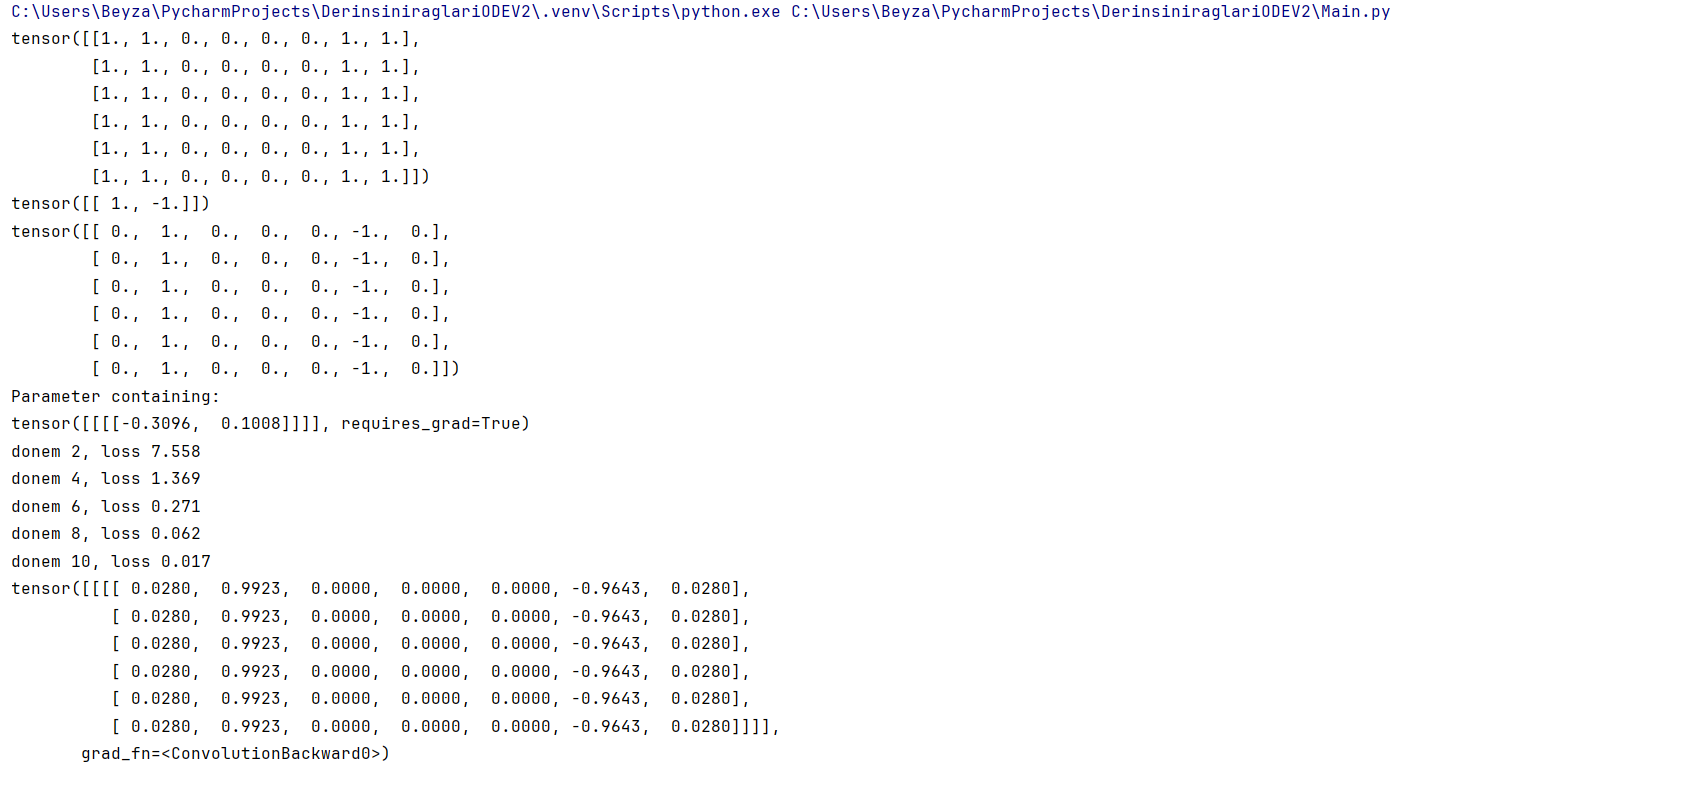 C:\Users\Beyza\PycharmProjects\DerinsiniraglariODEV2\.venv\Scripts\python.exe C:\Users\Beyza\PycharmProjects\DerinsiniraglariODEV2\Main.py
tensor([[1., 1., 0., 0., 0., 0., 1., 1.],
        [1., 1., 0., 0., 0., 0., 1., 1.],
        [1., 1., 0., 0., 0., 0., 1., 1.],
        [1., 1., 0., 0., 0., 0., 1., 1.],
        [1., 1., 0., 0., 0., 0., 1., 1.],
        [1., 1., 0., 0., 0., 0., 1., 1.]])
tensor([[ 1., -1.]])
tensor([[ 0.,  1.,  0.,  0.,  0., -1.,  0.],
        [ 0.,  1.,  0.,  0.,  0., -1.,  0.],
        [ 0.,  1.,  0.,  0.,  0., -1.,  0.],
        [ 0.,  1.,  0.,  0.,  0., -1.,  0.],
        [ 0.,  1.,  0.,  0.,  0., -1.,  0.],
        [ 0.,  1.,  0.,  0.,  0., -1.,  0.]])
Parameter containing:
tensor([[[[-0.3096,  0.1008]]]], requires_grad=True)
donem 2, loss 7.558
donem 4, loss 1.369
donem 6, loss 0.271
donem 8, loss 0.062
donem 10, loss 0.017
tensor([[[[ 0.0280,  0.9923,  0.0000,  0.0000,  0.0000, -0.9643,  0.0280],
          [ 0.0280,  0.9923,  0.0000,  0.0000,  0.0000, -0.9643,  0.0280],
          [ 0.0280,  0.9923,  0.0000,  0.0000,  0.0000, -0.9643,  0.0280],
          [ 0.0280,  0.9923,  0.0000,  0.0000,  0.0000, -0.9643,  0.0280],
          [ 0.0280,  0.9923,  0.0000,  0.0000,  0.0000, -0.9643,  0.0280],
          [ 0.0280,  0.9923,  0.0000,  0.0000,  0.0000, -0.9643,  0.0280]]]],
       grad_fn=<ConvolutionBackward0>)